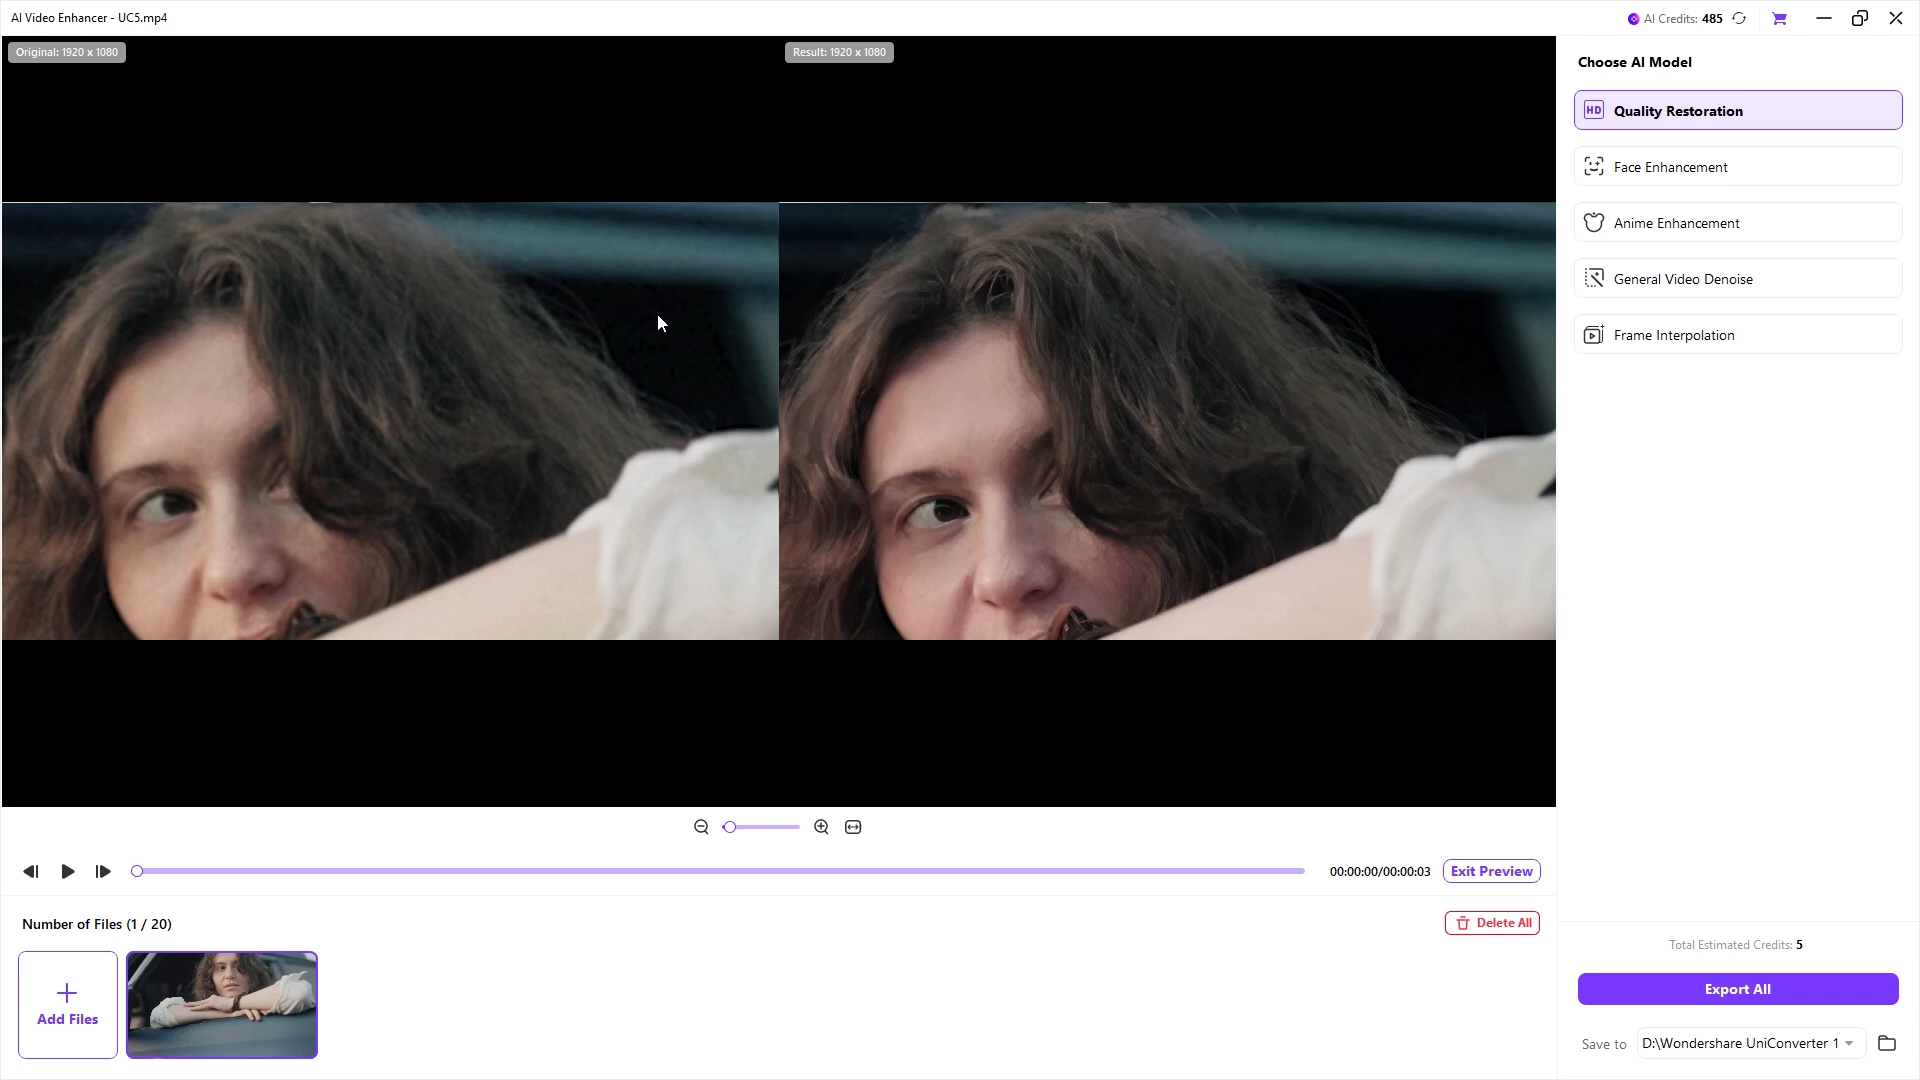 AI Video Enhancer - UC5.mp4
AI Credits: 485
Original: 1920 x 1080
Result: 1920 x 1080
Choose AI Model
HD Quality Restoration
Face Enhancement
Anime Enhancement
General Video Denoise
Frame Interpolation
00:00:00/00:00:03
Exit Preview
Number of Files (1 / 20)
Delete All
Add Files
Total Estimated Credits: 5
Export All
Save to D:\Wondershare UniConverter 1